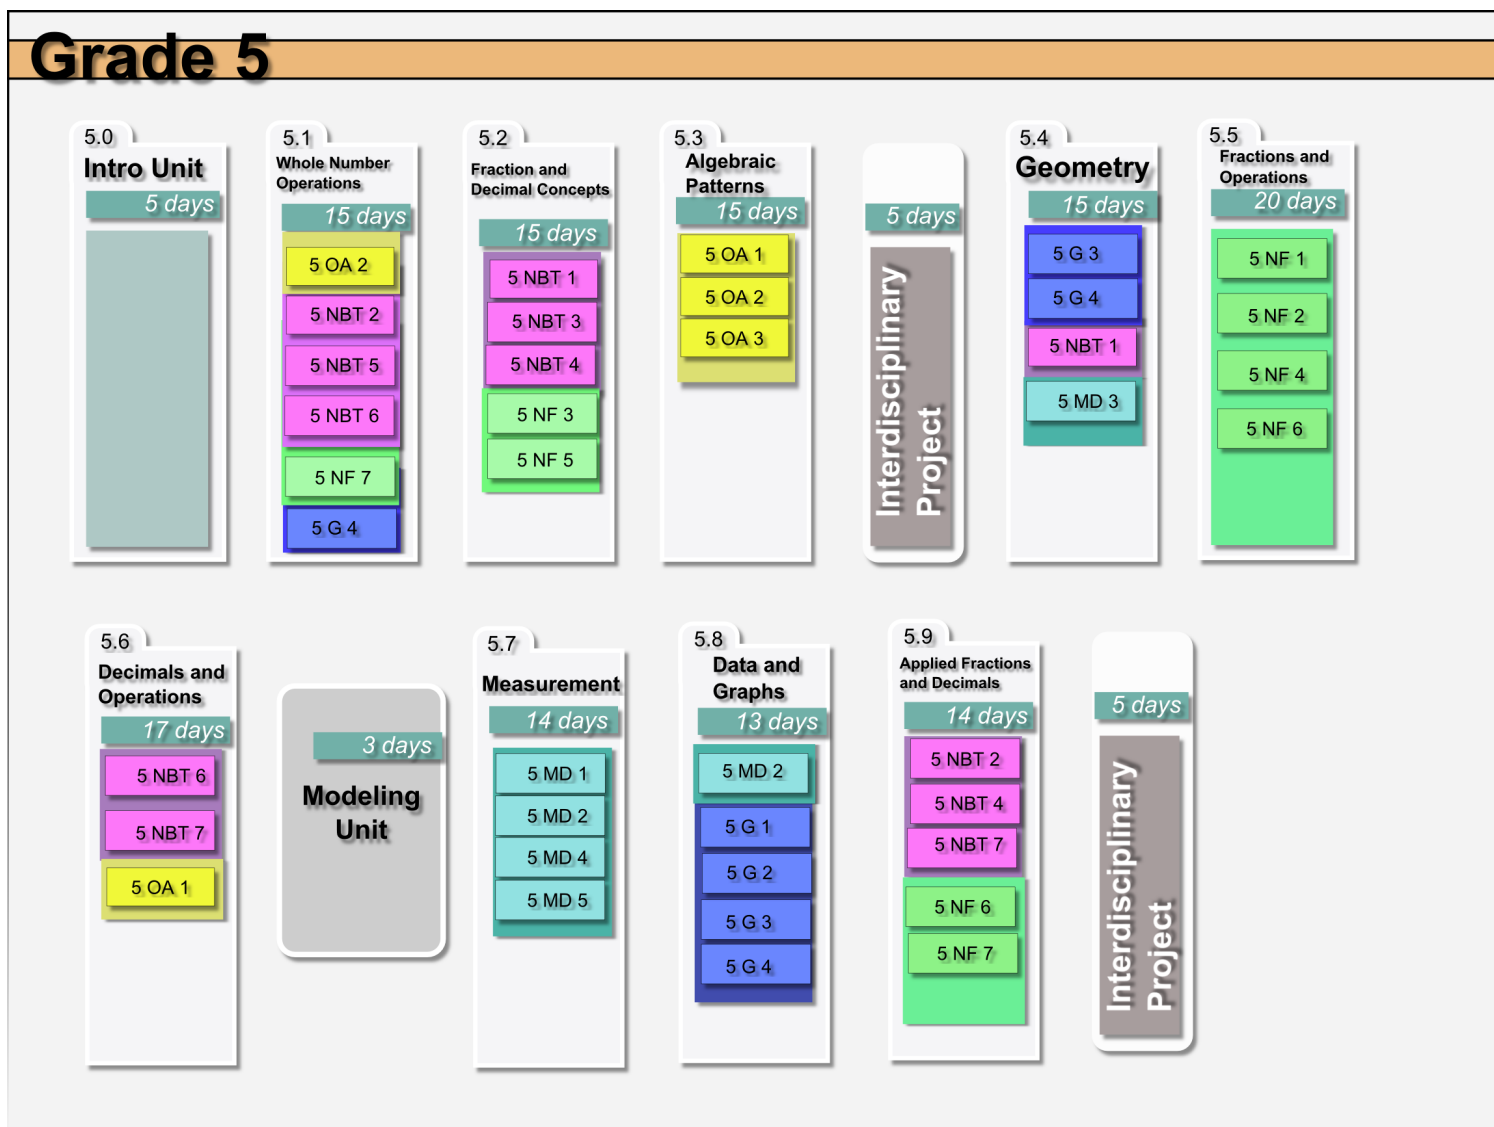 Grade 5
5.0
Intro Unit
5 days
5.1
Whole Number
Operations
15 days
5 OA 2
5 NBT 2
5 NBT 5
5 NBT 6
5 NF 7
5 G 4
5.2
Fraction and
Decimal Concepts
15 days
5 NBT 1
5 NBT 3
5 NBT 4
5 NF 3
5 NF 5
5.3
Algebraic
Patterns
15 days
5 OA 1
5 OA 2
5 OA 3
5 days
Interdisciplinary
Project
5.4
Geometry
15 days
5 G 3
5 G 4
5 NBT 1
5 MD 3
5.5
Fractions and
Operations
20 days
5 NF 1
5 NF 2
5 NF 4
5 NF 6
5.6
Decimals and
Operations
17 days
5 NBT 6
5 NBT 7
5 OA 1
3 days
Modeling
Unit
5.7
Measurement
14 days
5 MD 1
5 MD 2
5 MD 4
5 MD 5
5.8
Data and
Graphs
13 days
5 MD 2
5 G 1
5 G 2
5 G 3
5 G 4
5.9
Applied Fractions
and Decimals
14 days
5 NBT 2
5 NBT 4
5 NBT 7
5 NF 6
5 NF 7
5 days
Interdisciplinary
Project